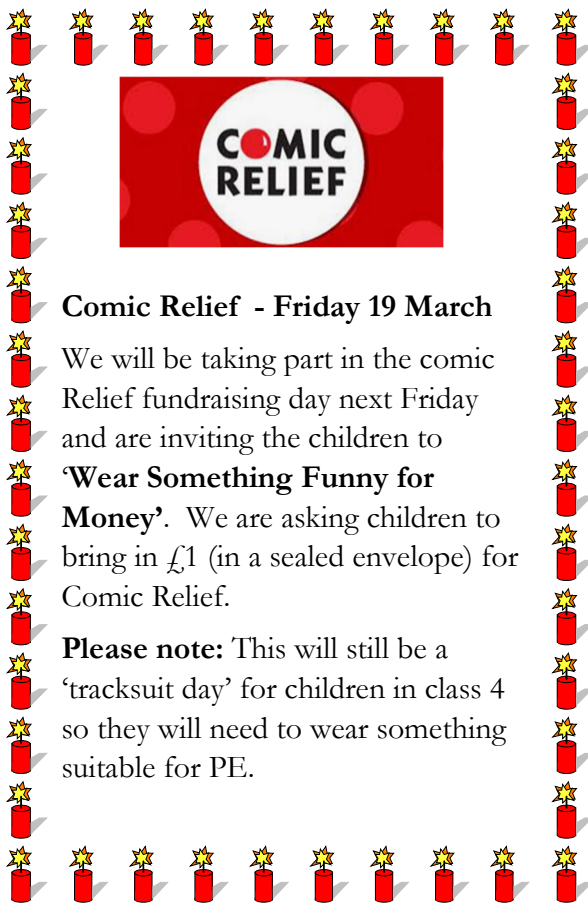 COMIC
RELIEF
Comic Relief - Friday 19 March
We will be taking part in the comic
Relief fundraising day next Friday
and are inviting the children to
‘Wear Something Funny for
Money’. We are asking children to
bring in £1 (in a sealed envelope) for
Comic Relief.
Please note: This will still be a
‘tracksuit day’ for children in class 4
so they will need to wear something
suitable for PE.